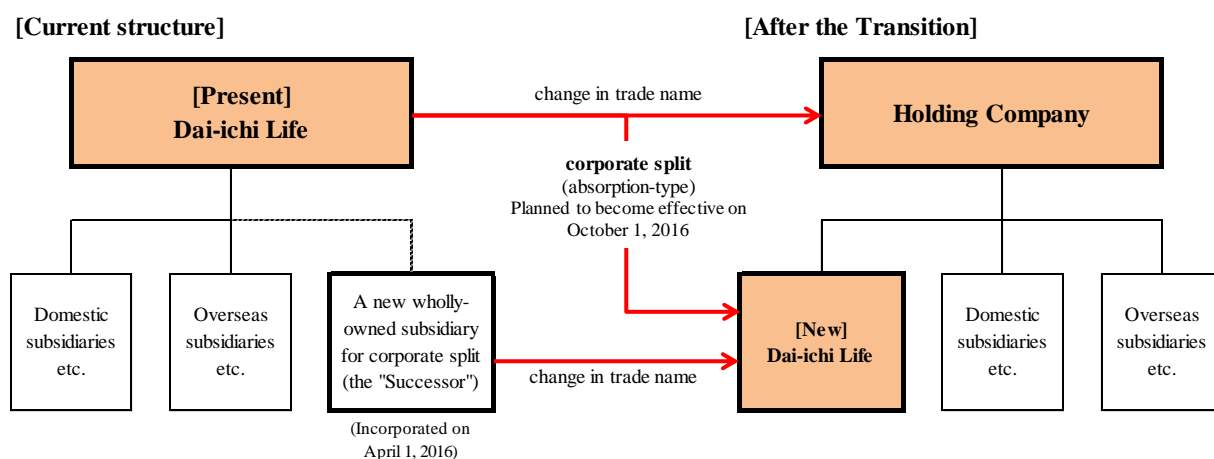 [Current structure]
[After the Transition]
[Present]
Dai-ichi Life
change in trade name
Holding Company
corporate split
(absorption-type)
Planned to become effective on
October 1, 2016
Domestic
subsidiaries
etc.
Overseas
subsidiaries
etc.
A new wholly-
owned subsidiary
for corporate split
(the "Successor")
(Incorporated on
April 1, 2016)
change in trade name
[New]
Dai-ichi Life
Domestic
subsidiaries
etc.
Overseas
subsidiaries
etc.